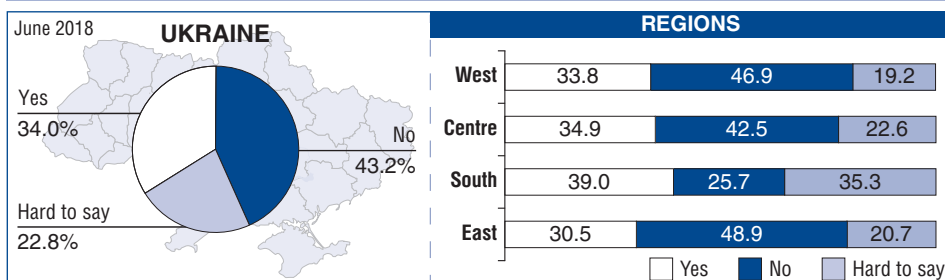 June 2018
UKRAINE
Yes
34.0%
No
43.2%
Hard to say
22.8%
REGIONS
West 33.8 46.9 19.2
Centre 34.9 42.5 22.6
South 39.0 25.7 35.3
East 30.5 48.9 20.7
Yes No Hard to say